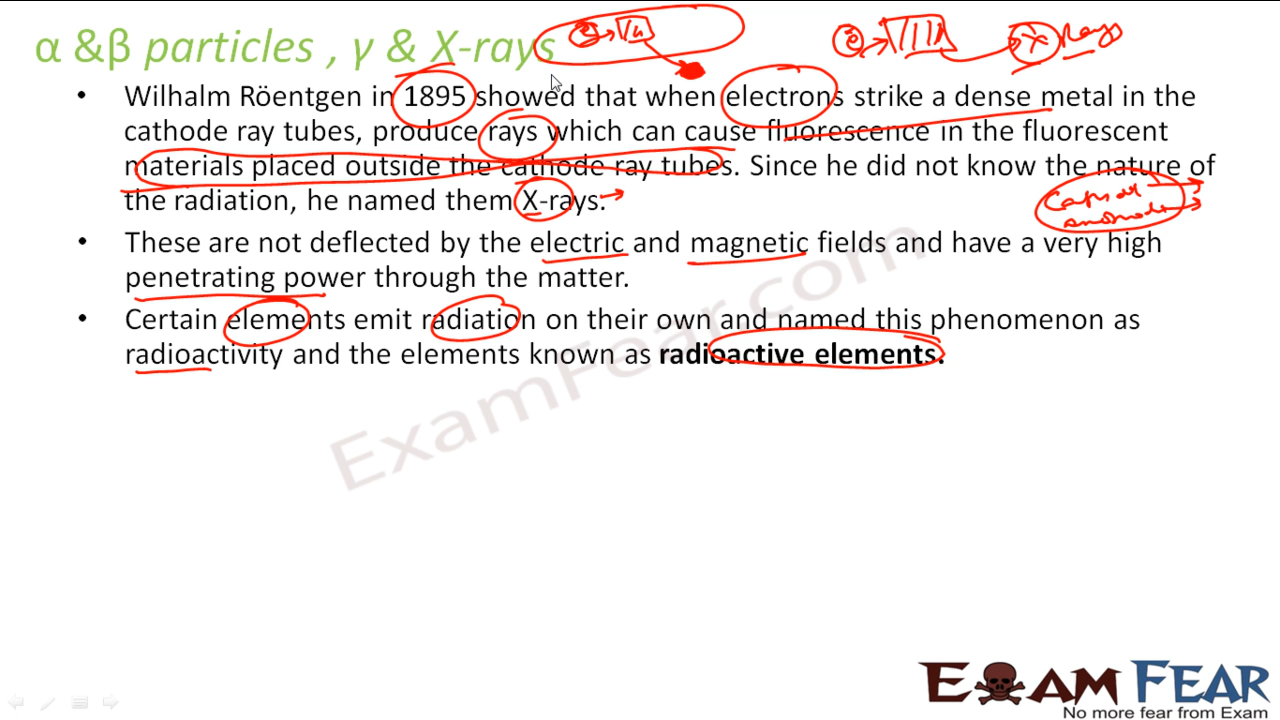 α &β particles , γ & X-rays
e X Rays
• Wilhalm Röentgen in 1895 showed that when electrons strike a dense metal in the
cathode ray tubes, produce rays which can cause fluorescence in the fluorescent
materials placed outside the cathode ray tubes. Since he did not know the nature of
the radiation, he named them X-rays.
• These are not deflected by the electric and magnetic fields and have a very high
penetrating power through the matter.
• Certain elements emit radiation on their own and named this phenomenon as
radioactivity and the elements known as radioactive elements.
ExamFear.com
EXAM FEAR
No more fear from Exam